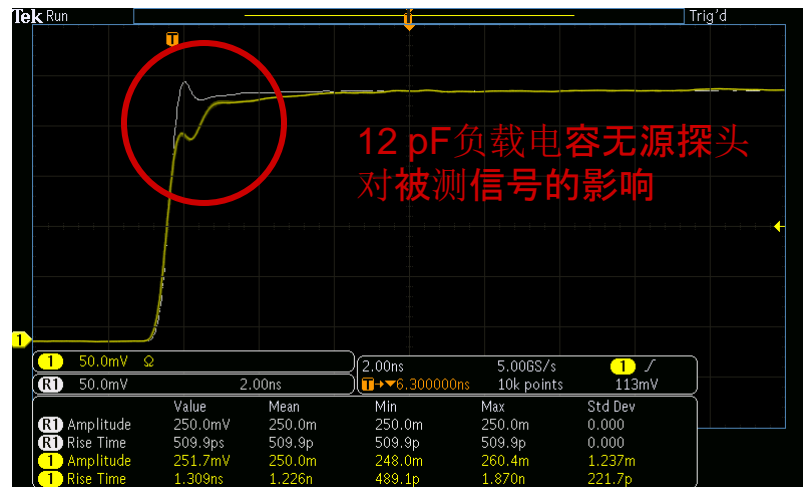 Tek Run
Trig'd
T
T
12 pF负载电容无源探头
对被测信号的影响
1
1 50.0mV Ω
R1 50.0mV 2.00ns
2.00ns 5.00GS/s 1
T→▼6.300000ns 10k points 113mV
Value Mean Min Max Std Dev
R1 Amplitude 250.0mV 250.0m 250.0m 250.0m 0.000
R1 Rise Time 509.9ps 509.9p 509.9p 509.9p 0.000
1 Amplitude 251.7mV 250.0m 248.0m 260.4m 1.237m
1 Rise Time 1.309ns 1.226n 489.1p 1.870n 221.7p